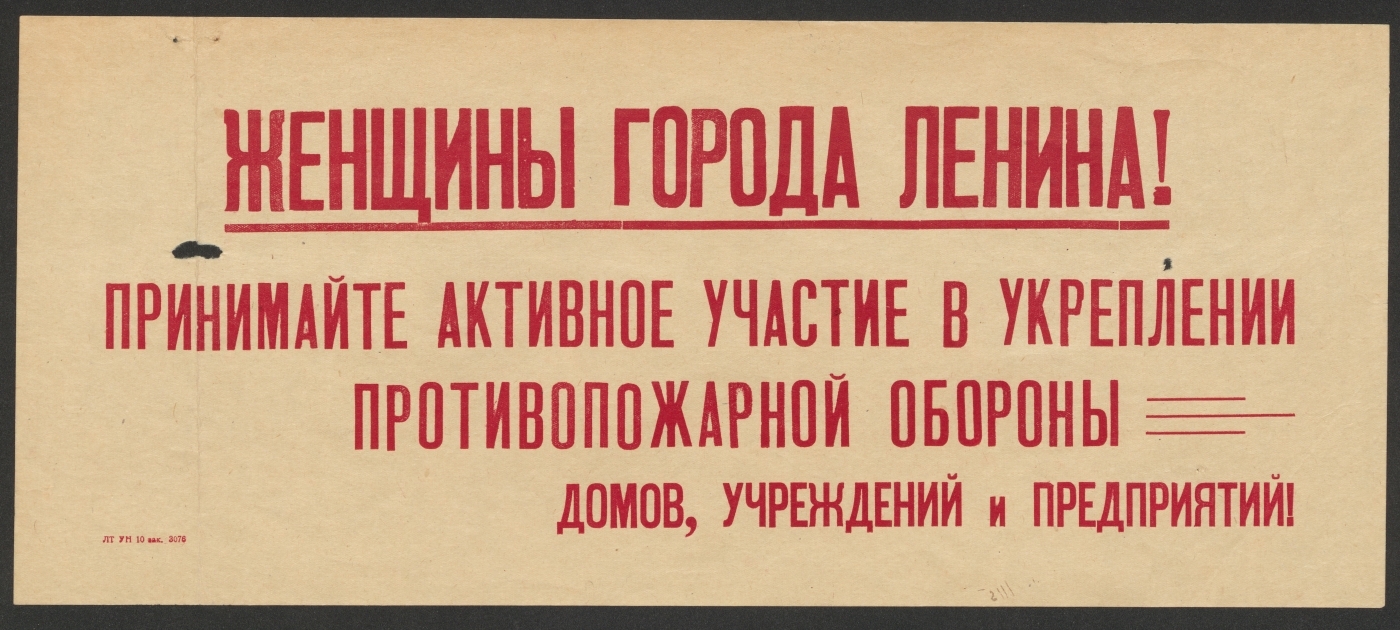 ЖЕНЩИНЫ ГОРОДА ЛЕНИНА!
ПРИНИМАЙТЕ АКТИВНОЕ УЧАСТИЕ В УКРЕПЛЕНИИ
ПРОТИВОПОЖАРНОЙ ОБОРОНЫ
ДОМОВ, УЧРЕЖДЕНИЙ и ПРЕДПРИЯТИЙ!
ЛТ УН 10 зак. 3076